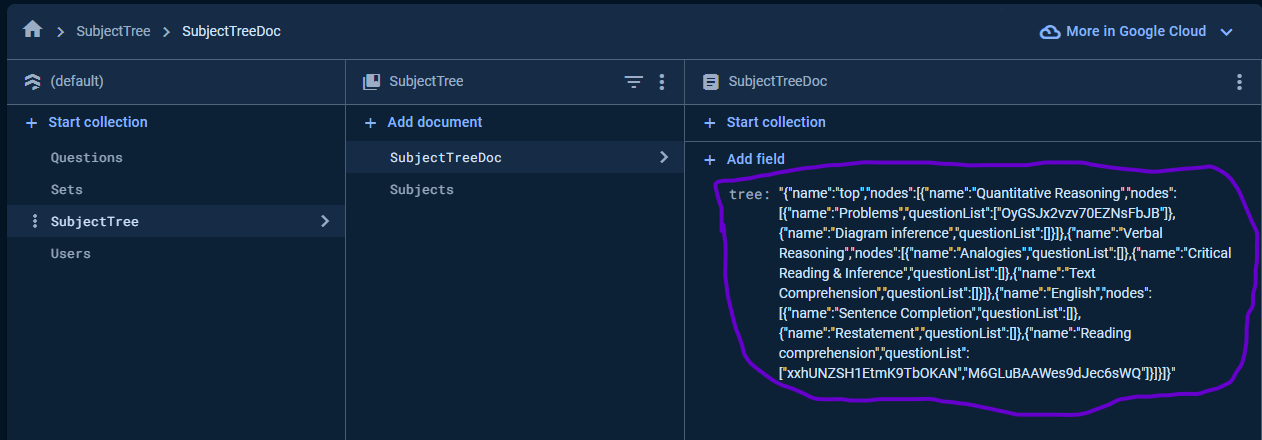 SubjectTree SubjectTreeDoc More in Google Cloud
(default) SubjectTree SubjectTreeDoc
+ Start collection + Add document + Start collection
Questions
Sets
SubjectTree
Users
SubjectTreeDoc
Subjects
+ Add field
tree: "{"name":"top","nodes":[{"name":"Quantitative Reasoning","nodes":
[{"name":"Problems","questionList":["OyGSJx2vzv70EZNsFbJB"]},
{"name":"Diagram inference","questionList":[]}]},{"name":"Verbal
Reasoning","nodes":[{"name":"Analogies","questionList":[]},{"name":"Critical
Reading & Inference","questionList":[]},{"name":"Text
Comprehension","questionList":[]}]},{"name":"English","nodes":
[{"name":"Sentence Completion","questionList":[]},
{"name":"Restatement","questionList":[]},{"name":"Reading
comprehension","questionList":
["xxhUNZSH1EtmK9TbOKAN","M6GLuBAAWes9dJec6sWQ"]}]}]}"